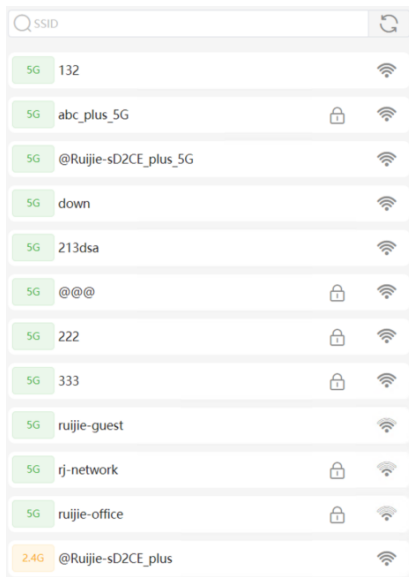 SSID
5G 132
5G abc_plus_5G
5G @Ruijie-sD2CE_plus_5G
5G down
5G 213dsa
5G @@@
5G 222
5G 333
5G ruijie-guest
5G rj-network
5G ruijie-office
2.4G @Ruijie-sD2CE_plus